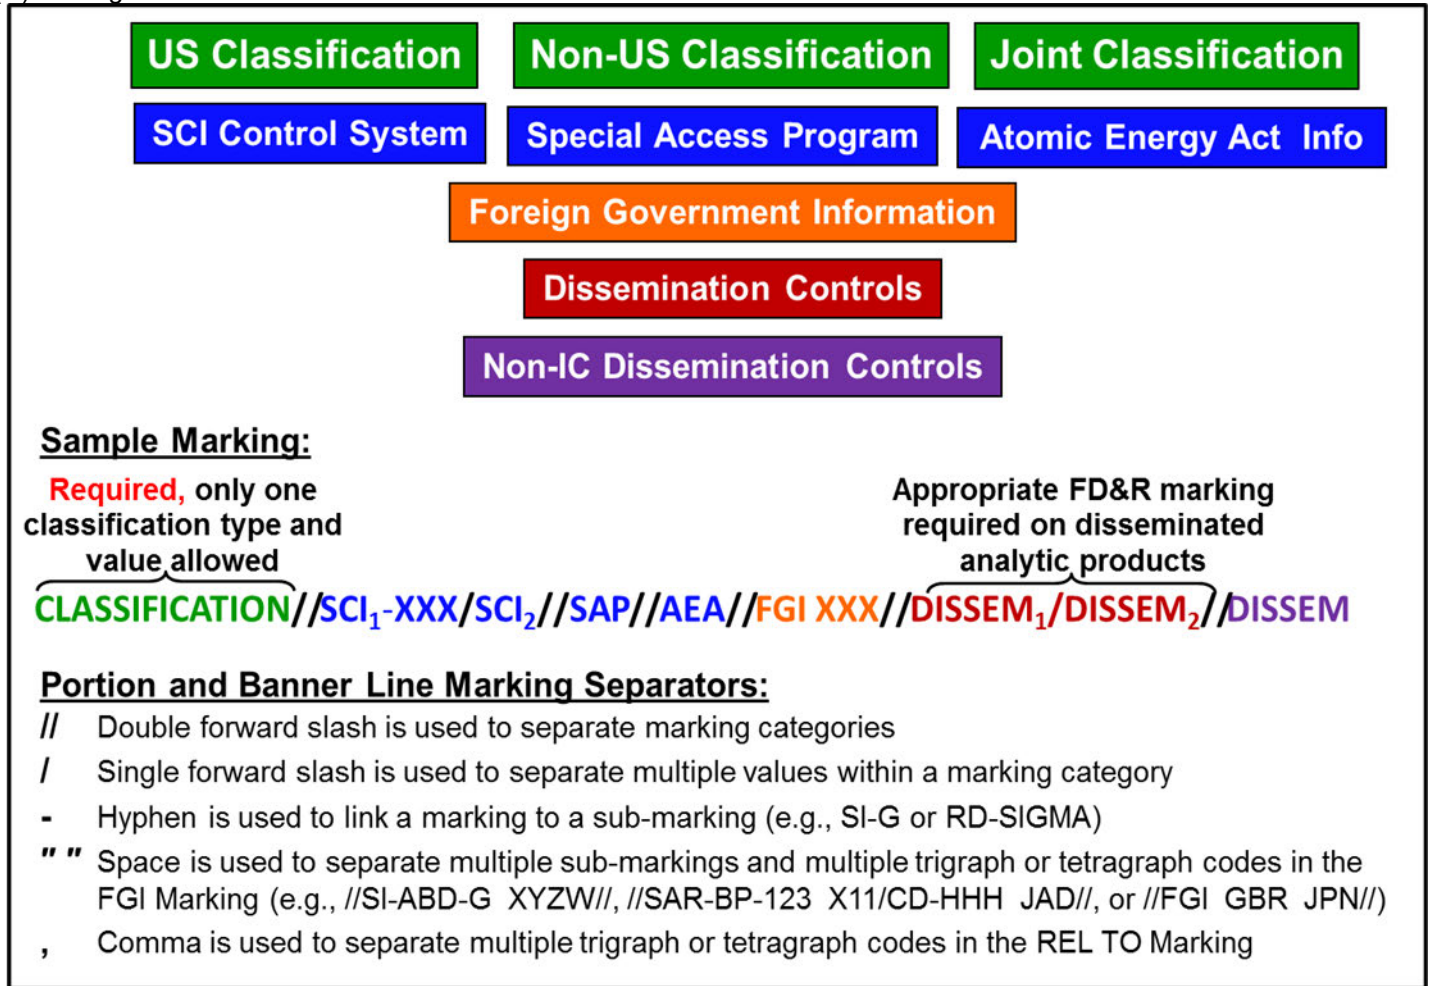 US Classification Non-US Classification Joint Classification
SCI Control System Special Access Program Atomic Energy Act Info
Foreign Government Information
Dissemination Controls
Non-IC Dissemination Controls
Sample Marking:
Required, only one
classification type and
value allowed
Appropriate FD&R marking
required on disseminated
analytic products
CLASSIFICATION//SCI₁-XXX/SCI₂//SAP//AEA//FGI XXX//DISSEM₁/DISSEM₂//DISSEM
Portion and Banner Line Marking Separators:
// Double forward slash is used to separate marking categories
/ Single forward slash is used to separate multiple values within a marking category
- Hyphen is used to link a marking to a sub-marking (e.g., SI-G or RD-SIGMA)
" " Space is used to separate multiple sub-markings and multiple trigraph or tetragraph codes in the
FGI Marking (e.g., //SI-ABD-G XYZW//, //SAR-BP-123 X11/CD-HHH JAD//, or //FGI GBR JPN//)
, Comma is used to separate multiple trigraph or tetragraph codes in the REL TO Marking